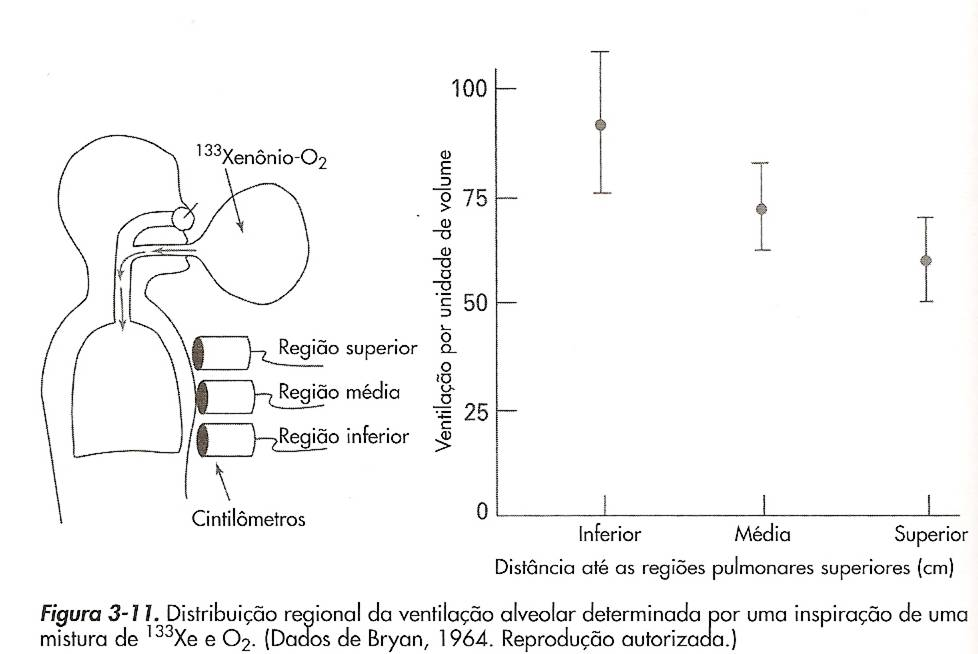 133Xenônio-O2
Região superior
Região média
Região inferior
Cintilômetros
Ventilação por unidade de volume
100
75
50
25
0
Inferior Média Superior
Distância até as regiões pulmonares superiores (cm)
Figura 3-11. Distribuição regional da ventilação alveolar determinada por uma inspiração de uma
mistura de 133Xe e O2. (Dados de Bryan, 1964. Reprodução autorizada.)